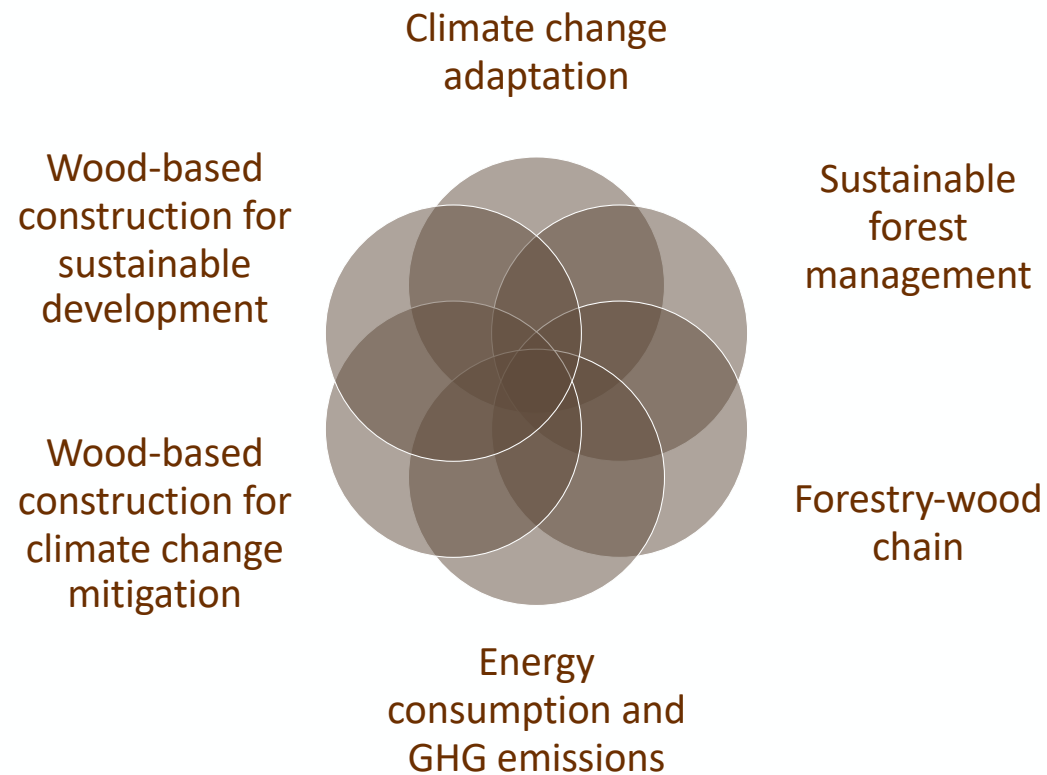 Climate change
adaptation
Sustainable
forest
management
Forestry-wood
chain
Energy
consumption and
GHG emissions
Wood-based
construction for
climate change
mitigation
Wood-based
construction for
sustainable
development